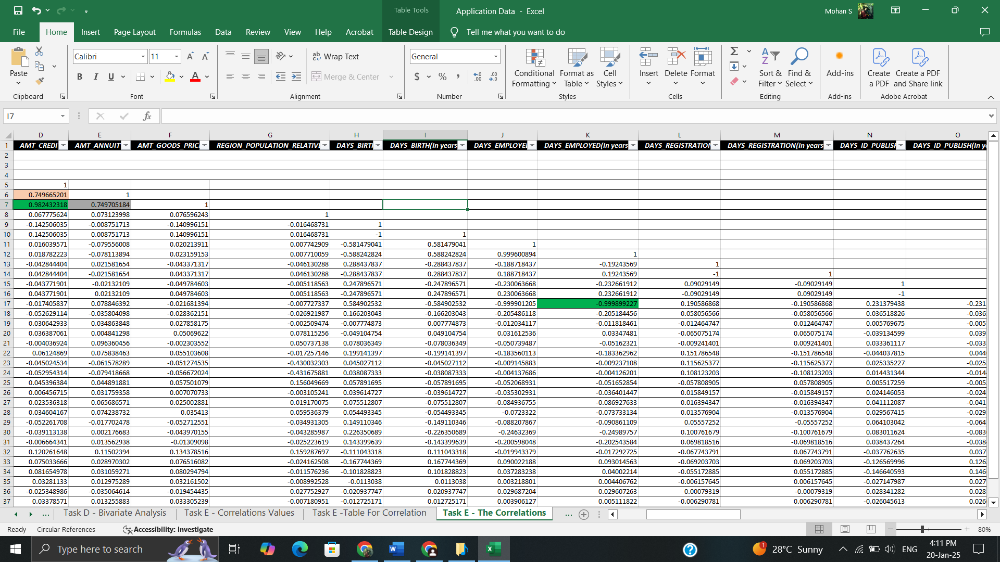 Table Tools
Application Data - Excel
Mohan S
File Home Insert Page Layout Formulas Data Review View Help Acrobat Table Design Tell me what you want to do
Calibri 11 ab Wrap Text General
Paste
B I U A Merge & Center $ % ,
Conditional Formatting Format as Table Cell Styles
Insert Delete Format
Sort & Filter Find & Select
Add-ins
Create a PDF Create a PDF and Share link
Clipboard Font Alignment Number Styles Cells Editing Add-ins Adobe Acrobat
I7 fx
D E F G H I J K L M N O
1 AMT_CREDI AMT_ANNUIT AMT_GOODS_PRIC REGION_POPULATION_RELATIVI DAYS_BIRT DAYS_BIRTH(In years DAYS_EMPLOYE DAYS_EMPLOYED(In years DAYS_REGISTRATION DAYS_REGISTRATION(In years DAYS_ID_PUBLISH DAYS_ID_PUBLISH(In y
2
3
4
5 1
6 0.749665201 1
7 0.982432318 0.749705184 1
8 0.067775624 0.073123998 0.076596243 1
9 -0.142506035 -0.008751713 -0.140996151 -0.016468731 1
10 0.142506035 0.008751713 0.140996151 0.016468731 -1 1
11 0.016039571 -0.079556008 0.020213911 0.007742909 -0.581479041 0.581479041 1
12 0.018782223 -0.078113894 0.023159153 0.007710059 -0.588242824 0.588242824 0.999600894 1
13 -0.042844404 0.021581654 -0.043371317 -0.046130288 0.288437837 -0.288437837 -0.188718437 -0.19243569 1
14 0.042844404 -0.021581654 0.043371317 0.046130288 -0.288437837 0.288437837 0.188718437 0.19243569 -1 1
15 -0.043771901 -0.02132109 -0.049784603 -0.005118563 0.247896571 -0.247896571 -0.230063668 -0.232661912 0.09029149 -0.09029149 1
16 0.043771901 0.02132109 0.049784603 0.005118563 -0.247896571 0.247896571 0.230063668 0.232661912 -0.09029149 0.09029149 -1
17 -0.017405837 0.078846392 -0.021681394 -0.007727337 0.584902532 -0.584902532 -0.999901205 -0.999899227 0.190586868 -0.190586868 0.231379438 -0.231
18 -0.052629114 -0.035804098 -0.028362151 -0.026921987 0.166203043 -0.166203043 -0.205486118 -0.205184456 0.058056566 -0.058056566 0.036518826 -0.036
19 0.030642933 0.034863848 0.027858175 -0.002509474 -0.007774873 0.007774873 -0.012034117 -0.011818461 -0.012464747 0.012464747 0.005769675 -0.005
20 0.036387061 0.004841298 0.05069622 0.078115256 -0.049104754 0.049104754 0.031612536 0.03347481 -0.065075174 0.065075174 -0.039134599 0.039
21 -0.004036924 0.096360456 -0.002303552 0.050737138 0.078036349 -0.078036349 -0.050739487 -0.05162321 -0.009241401 0.009241401 0.033361117 -0.033
22 0.06124869 0.075838463 0.055103608 -0.017257146 0.199141397 -0.199141397 -0.183560113 -0.183362962 0.151786548 -0.151786548 -0.044037815 0.044
23 -0.045024534 -0.061578289 -0.051274535 -0.430032303 0.045027112 -0.045027112 -0.009145883 -0.009237108 0.115625377 -0.115625377 0.025335227 -0.025
24 -0.052954314 -0.079418668 -0.056672024 -0.431675881 0.038087333 -0.038087333 -0.004137686 -0.004126201 0.108123203 -0.108123203 0.014431344 -0.014
25 0.045396384 0.044891881 0.057501079 0.156049669 0.057891695 -0.057891695 -0.052068931 -0.051652854 -0.057808905 0.057808905 0.005517259 -0.005
26 0.006456715 0.031759358 0.007070733 -0.003105241 0.039614727 -0.039614727 -0.035302931 -0.036401447 0.015849157 -0.015849157 0.024146053 -0.024
27 0.023536318 0.065686571 0.025002881 0.019170075 0.075512807 -0.075512807 -0.084936755 -0.086927633 0.016394347 -0.016394347 0.041112087 -0.041
28 0.034604167 0.074238732 0.035413 0.059536379 0.054493345 -0.054493345 -0.0723322 -0.073733134 0.013576904 -0.013576904 0.029567415 -0.029
29 -0.052261708 -0.017702478 -0.052712551 -0.034931305 0.149110346 -0.149110346 -0.088207867 -0.090861109 0.05557252 -0.05557252 0.064103042 -0.064
30 -0.039113138 0.002176683 -0.043970155 -0.043285987 0.226350689 -0.226350689 -0.24632369 -0.24989757 0.100761679 -0.100761679 0.083011624 -0.083
31 -0.006664341 0.013562938 -0.01309098 -0.025223619 0.143399639 -0.143399639 -0.200598048 -0.202543584 0.069818516 -0.069818516 0.038437264 -0.038
32 0.120261648 0.11502394 0.134378516 0.159287697 -0.111043318 0.111043318 -0.019943379 -0.017292725 -0.067743791 0.067743791 -0.037762635 0.037
33 0.075033666 0.028970302 0.076516082 -0.024162508 -0.167744369 0.167744369 0.090022188 0.093014563 -0.069203703 0.069203703 -0.126569996 0.126
34 0.081654978 0.031059271 0.080294794 -0.011576236 -0.101828823 0.101828823 0.037283238 0.04002214 -0.055172885 0.055172885 -0.146640593 0.146
35 0.03281133 0.012975289 0.032161502 -0.008992528 -0.0113038 0.0113038 0.003218801 0.004406762 -0.006157645 0.006157645 -0.027147987 0.027
36 -0.025348986 -0.035064614 -0.019454435 0.027752927 -0.020937747 0.020937747 0.029687204 0.029607263 0.00079319 -0.00079319 -0.028341282 0.028
37 0.03378571 0.013255883 0.033305239 -0.007180951 -0.012725171 0.012725171 0.003906127 0.005111822 -0.006290781 0.006290781 -0.026045613 0.026
... Task D - Bivariate Analysis Task E - Correlations Values Task E -Table For Correlation Task E - The Correlations ...
Ready Circular References Accessibility: Investigate 80%
Type here to search
1 28°C Sunny ENG 4:11 PM
20-Jan-25